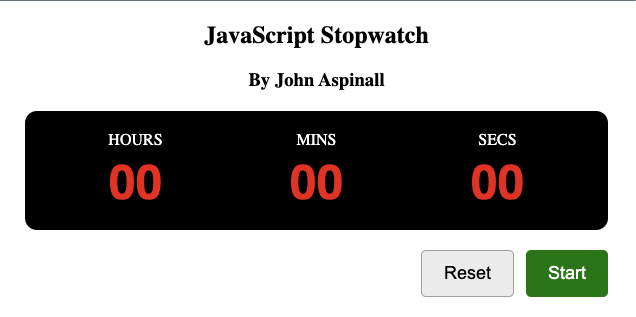 JavaScript Stopwatch
By John Aspinall
HOURS MINS SECS
00 00 00
Reset Start